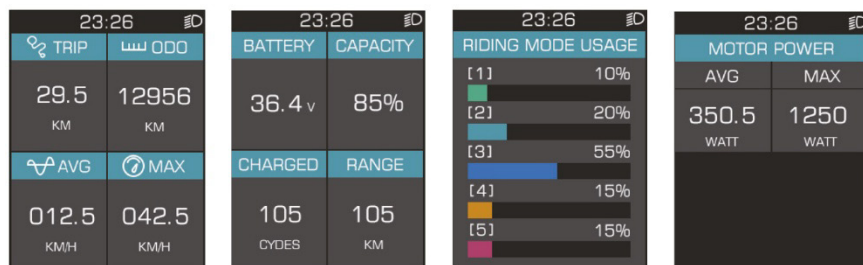 23:26
TRIP ODO
29.5 12956
KM KM
AVG MAX
012.5 042.5
KM/H KM/H
23:26
BATTERY CAPACITY
36.4 v 85%
CHARGED RANGE
105 105
CYDES KM
23:26
RIDING MODE USAGE
[1] 10%
[2] 20%
[3] 55%
[4] 15%
[5] 15%
23:26
MOTOR POWER
AVG MAX
350.5 1250
WATT WATT